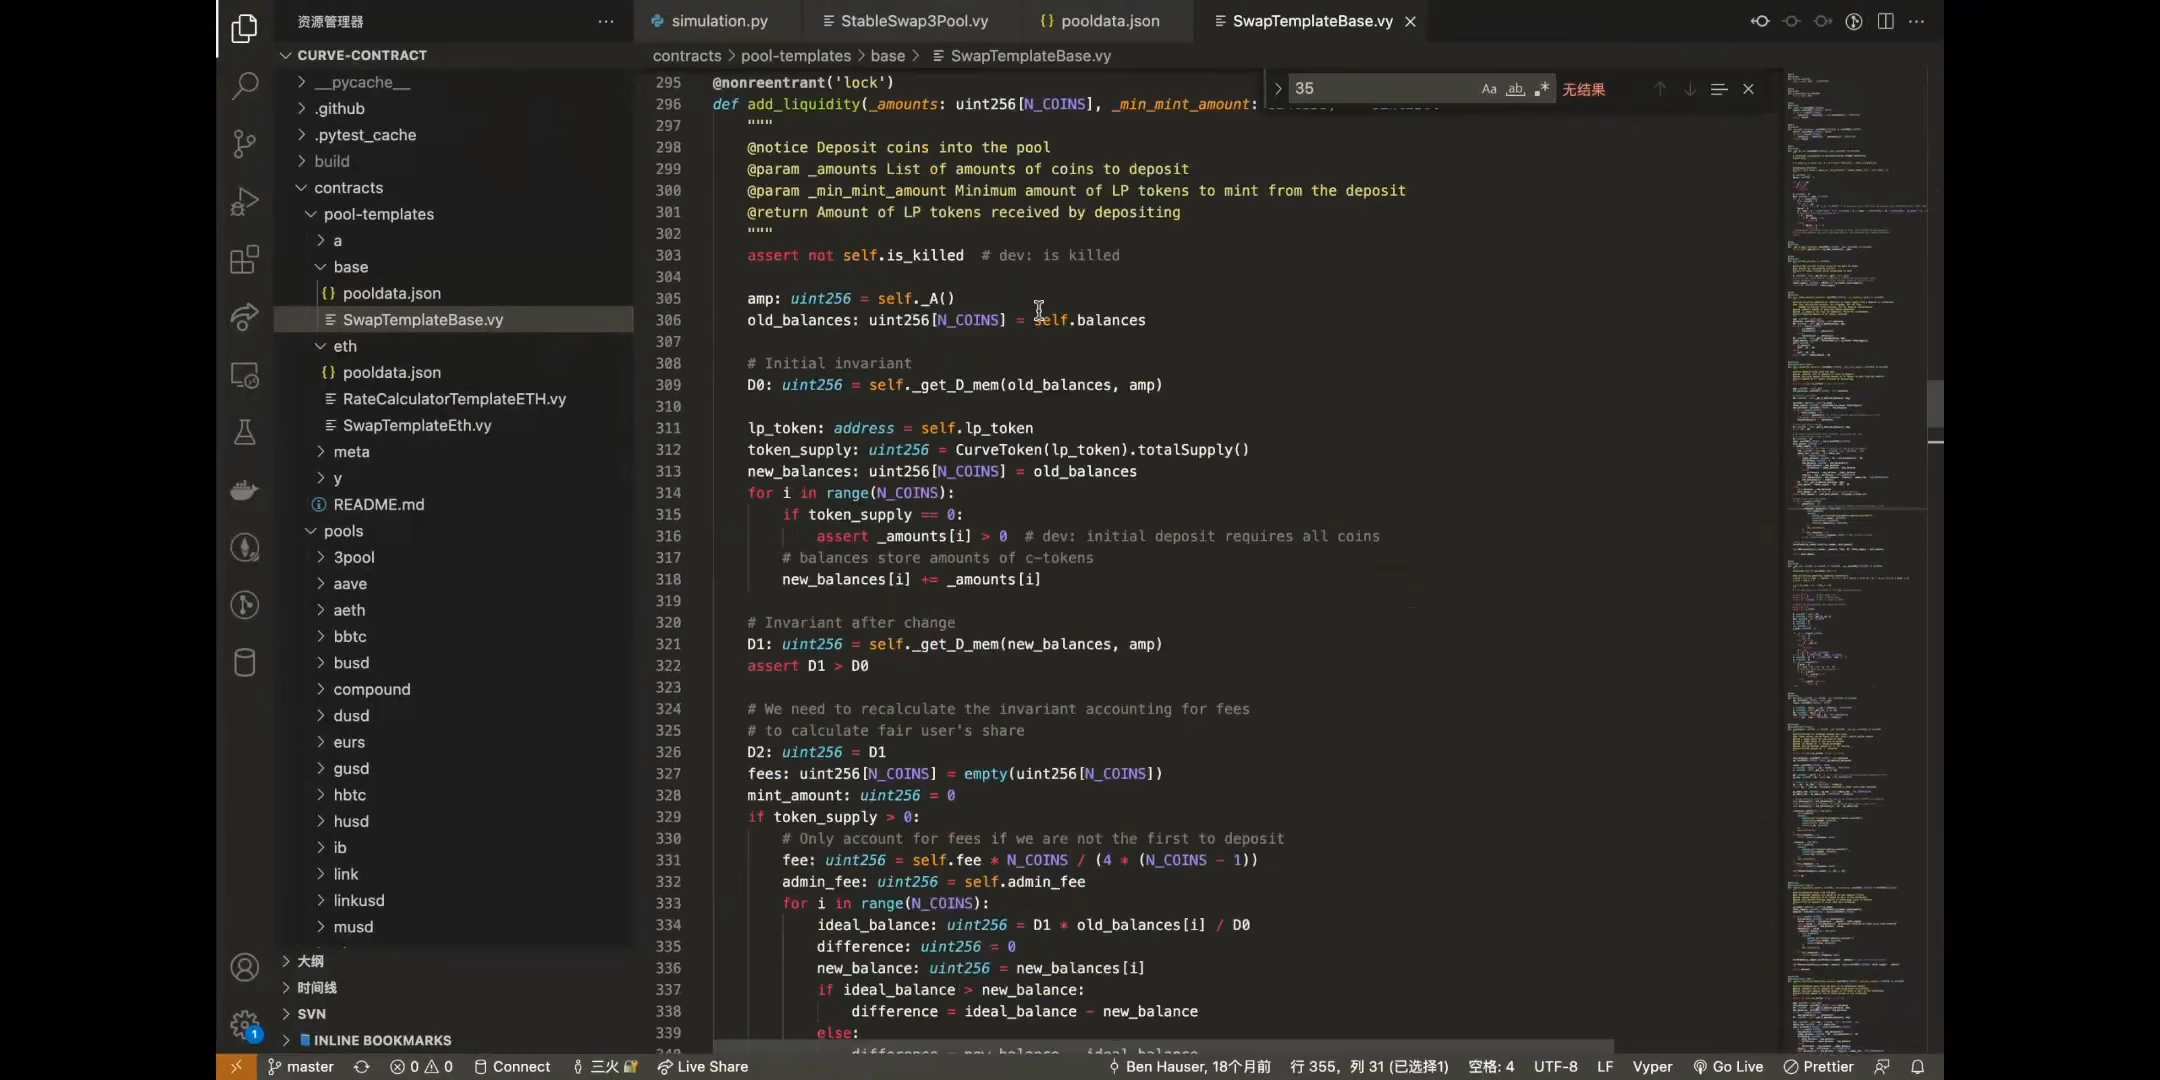 资源管理器
CURVE-CONTRACT
__pycache__
.github
.pytest_cache
build
contracts
pool-templates
a
base
{} pooldata.json
SwapTemplateBase.vy
eth
{} pooldata.json
RateCalculatorTemplateETH.vy
SwapTemplateEth.vy
meta
y
README.md
pools
3pool
aave
aeth
bbtc
busd
compound
dusd
eurs
gusd
hbtc
husd
ib
link
linkusd
musd
大纲
时间线
SVN
INLINE BOOKMARKS
simulation.py StableSwap3Pool.vy {} pooldata.json SwapTemplateBase.vy
contracts > pool-templates > base > SwapTemplateBase.vy
35 Aa ab .* 无结果
295 @nonreentrant('lock')
296 def add_liquidity(_amounts: uint256[N_COINS], _min_mint_amount:
297 """
298 @notice Deposit coins into the pool
299 @param _amounts List of amounts of coins to deposit
300 @param _min_mint_amount Minimum amount of LP tokens to mint from the deposit
301 @return Amount of LP tokens received by depositing
302 """
303 assert not self.is_killed # dev: is killed
304
305 amp: uint256 = self._A()
306 old_balances: uint256[N_COINS] = self.balances
307
308 # Initial invariant
309 D0: uint256 = self._get_D_mem(old_balances, amp)
310
311 lp_token: address = self.lp_token
312 token_supply: uint256 = CurveToken(lp_token).totalSupply()
313 new_balances: uint256[N_COINS] = old_balances
314 for i in range(N_COINS):
315 if token_supply == 0:
316 assert _amounts[i] > 0 # dev: initial deposit requires all coins
317 # balances store amounts of c-tokens
318 new_balances[i] += _amounts[i]
319
320 # Invariant after change
321 D1: uint256 = self._get_D_mem(new_balances, amp)
322 assert D1 > D0
323
324 # We need to recalculate the invariant accounting for fees
325 # to calculate fair user's share
326 D2: uint256 = D1
327 fees: uint256[N_COINS] = empty(uint256[N_COINS])
328 mint_amount: uint256 = 0
329 if token_supply > 0:
330 # Only account for fees if we are not the first to deposit
331 fee: uint256 = self.fee * N_COINS / (4 * (N_COINS - 1))
332 admin_fee: uint256 = self.admin_fee
333 for i in range(N_COINS):
334 ideal_balance: uint256 = D1 * old_balances[i] / D0
335 difference: uint256 = 0
336 new_balance: uint256 = new_balances[i]
337 if ideal_balance > new_balance:
338 difference = ideal_balance - new_balance
339 else:
1
master 0 0 Connect 三火 Live Share Ben Hauser, 18个月前 行 355，列 31 (已选择1) 空格: 4 UTF-8 LF Vyper Go Live Prettier